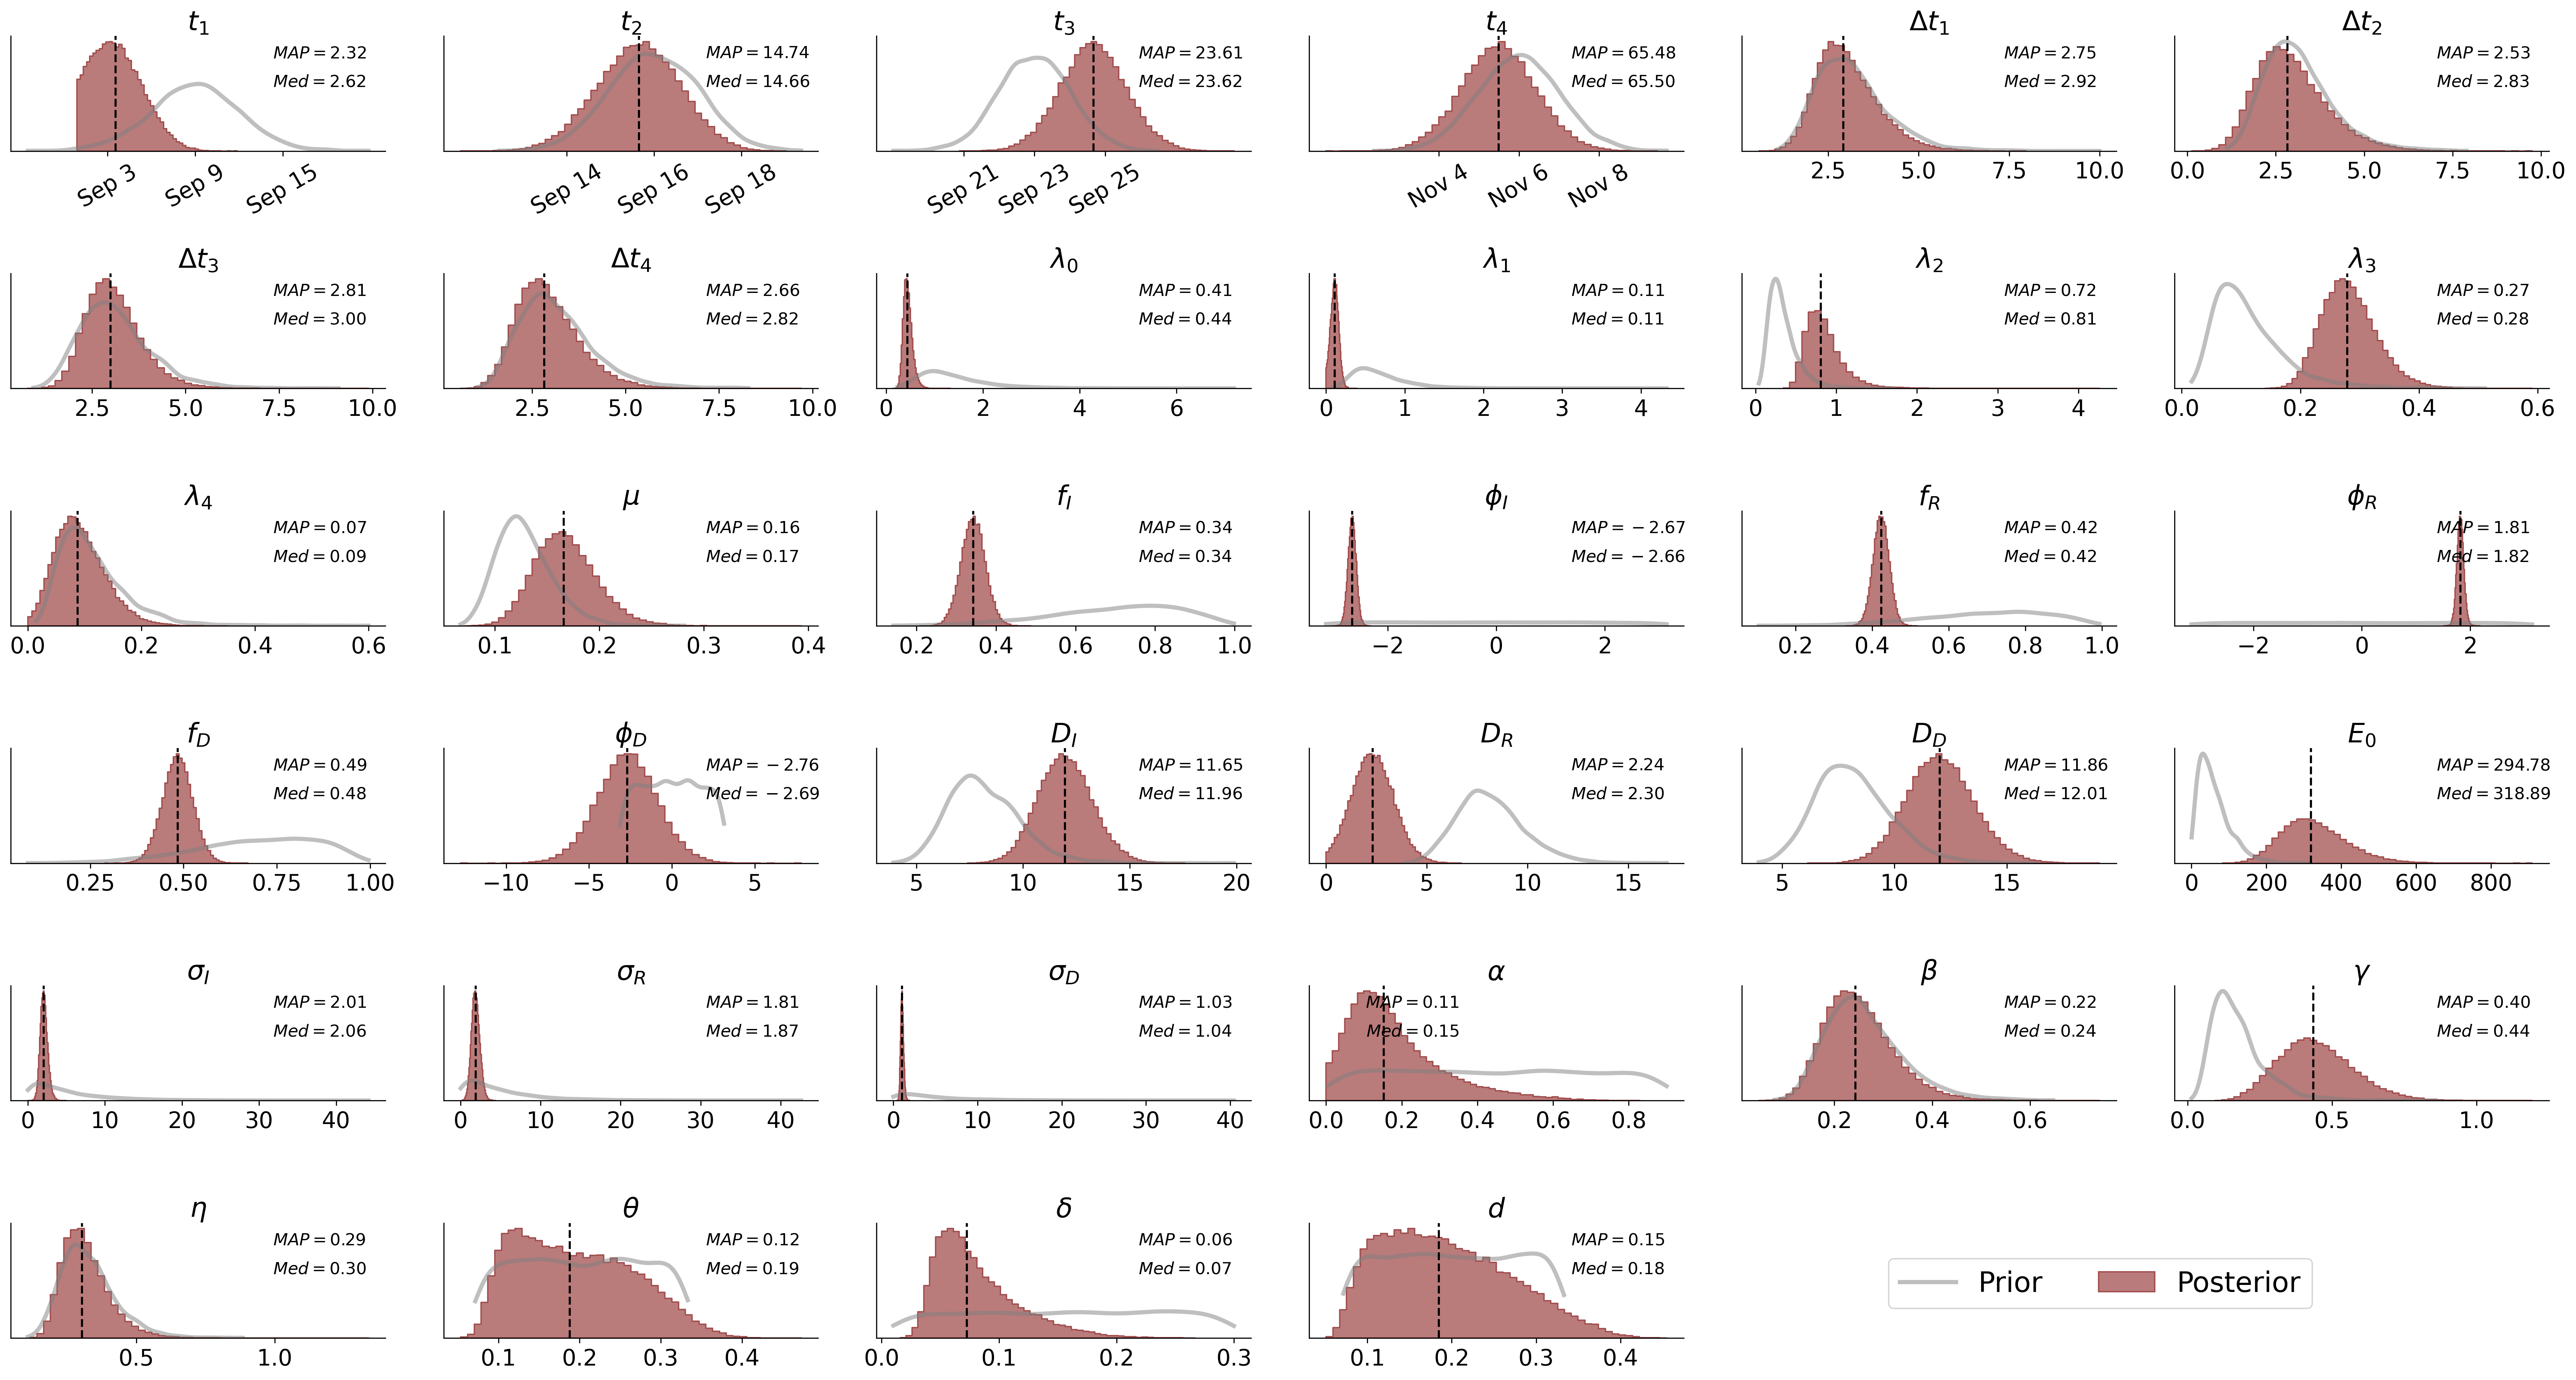 t1
MAP = 2.32
Med = 2.62
Sep 3 Sep 9 Sep 15
t2
MAP = 14.74
Med = 14.66
Sep 14 Sep 16 Sep 18
t3
MAP = 23.61
Med = 23.62
Sep 21 Sep 23 Sep 25
t4
MAP = 65.48
Med = 65.50
Nov 4 Nov 6 Nov 8
Δt1
MAP = 2.75
Med = 2.92
2.5 5.0 7.5 10.0
Δt2
MAP = 2.53
Med = 2.83
0.0 2.5 5.0 7.5 10.0
Δt3
MAP = 2.81
Med = 3.00
2.5 5.0 7.5 10.0
Δt4
MAP = 2.66
Med = 2.82
2.5 5.0 7.5 10.0
λ0
MAP = 0.41
Med = 0.44
0 2 4 6
λ1
MAP = 0.11
Med = 0.11
0 1 2 3 4
λ2
MAP = 0.72
Med = 0.81
0 1 2 3 4
λ3
MAP = 0.27
Med = 0.28
0.0 0.2 0.4 0.6
λ4
MAP = 0.07
Med = 0.09
0.0 0.2 0.4 0.6
μ
MAP = 0.16
Med = 0.17
0.1 0.2 0.3 0.4
fI
MAP = 0.34
Med = 0.34
0.2 0.4 0.6 0.8 1.0
ϕI
MAP = −2.67
Med = −2.66
−2 0 2
fR
MAP = 0.42
Med = 0.42
0.2 0.4 0.6 0.8 1.0
ϕR
MAP = 1.81
Med = 1.82
−2 0 2
fD
MAP = 0.49
Med = 0.48
0.25 0.50 0.75 1.00
ϕD
MAP = −2.76
Med = −2.69
−10 −5 0 5
DI
MAP = 11.65
Med = 11.96
5 10 15 20
DR
MAP = 2.24
Med = 2.30
0 5 10 15
DD
MAP = 11.86
Med = 12.01
5 10 15
E0
MAP = 294.78
Med = 318.89
0 200 400 600 800
σI
MAP = 2.01
Med = 2.06
0 10 20 30 40
σR
MAP = 1.81
Med = 1.87
0 10 20 30 40
σD
MAP = 1.03
Med = 1.04
0 10 20 30 40
α
MAP = 0.11
Med = 0.15
0.0 0.2 0.4 0.6 0.8
β
MAP = 0.22
Med = 0.24
0.2 0.4 0.6
γ
MAP = 0.40
Med = 0.44
0.0 0.5 1.0
η
MAP = 0.29
Med = 0.30
0.5 1.0
θ
MAP = 0.12
Med = 0.19
0.1 0.2 0.3 0.4
δ
MAP = 0.06
Med = 0.07
0.0 0.1 0.2 0.3
d
MAP = 0.15
Med = 0.18
0.1 0.2 0.3 0.4
Prior Posterior